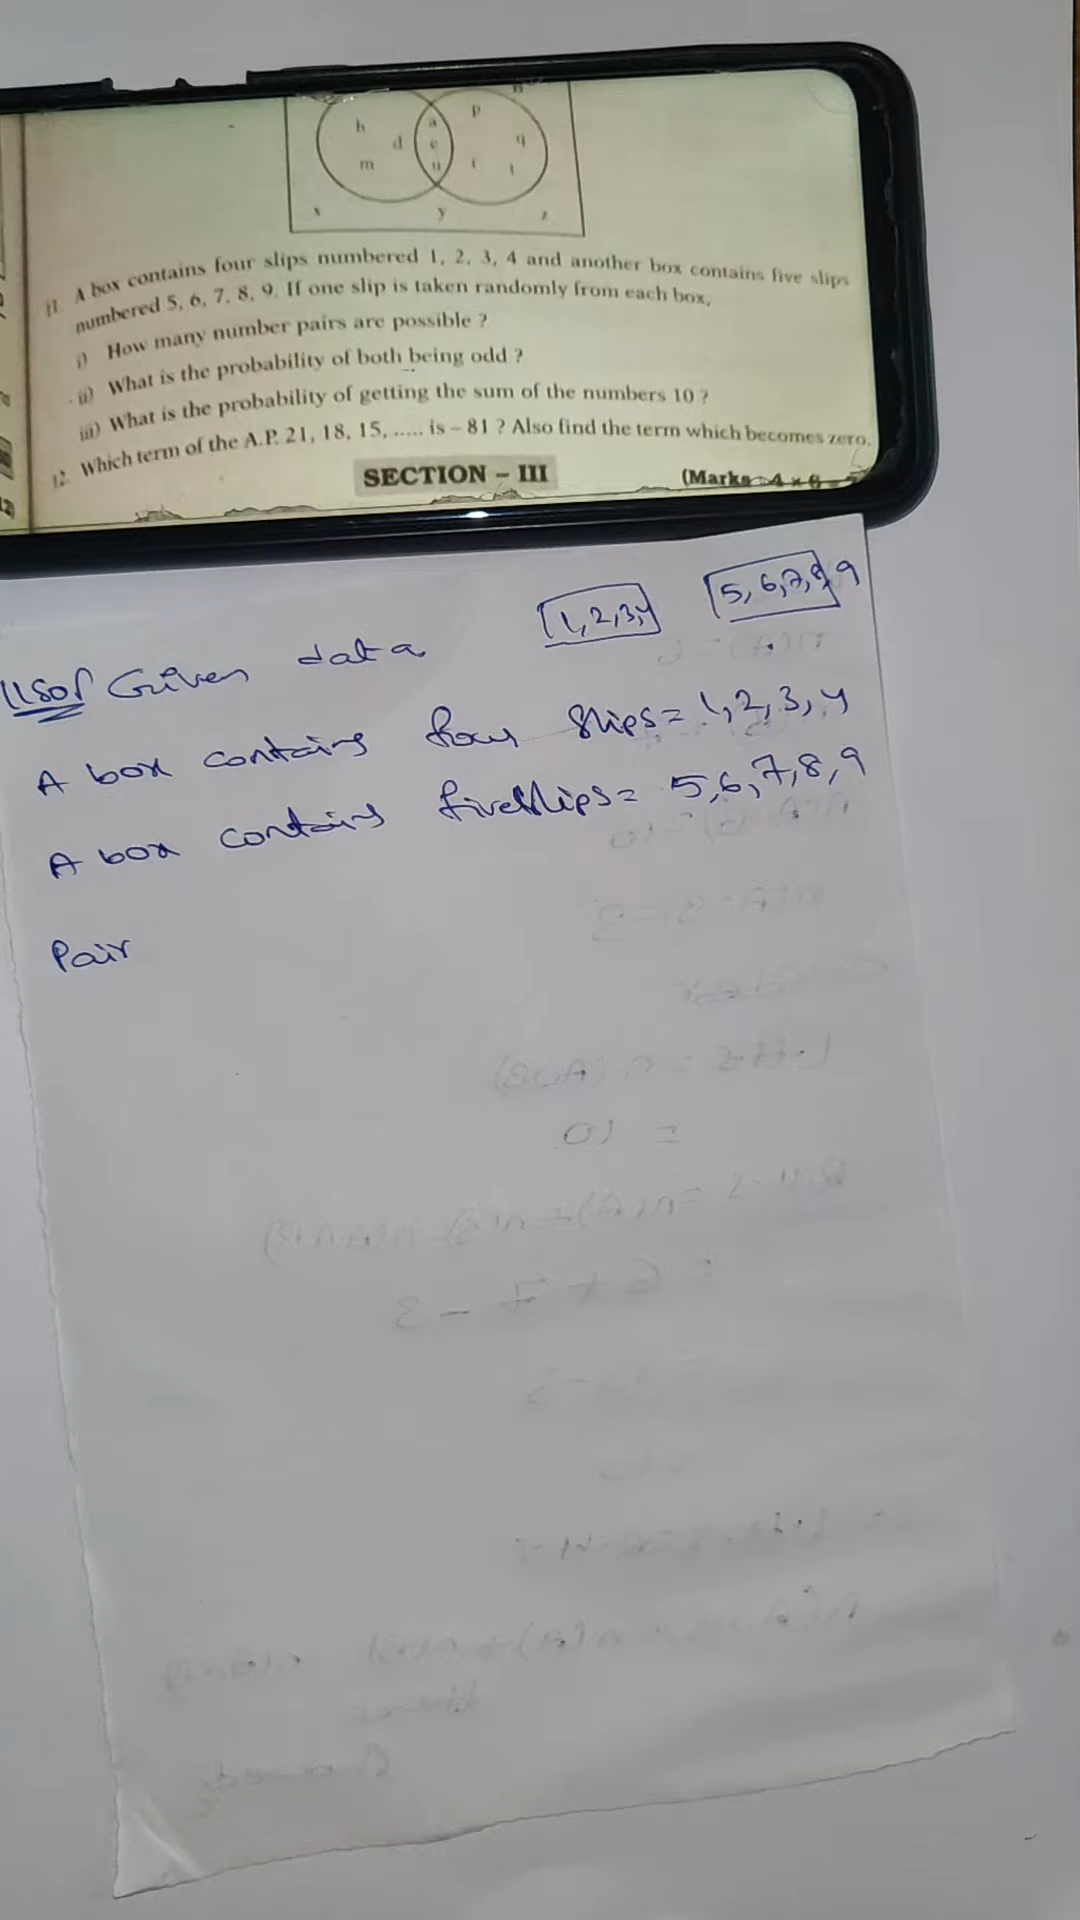 B
h
p
a
d
e
q
m
u
r
t
x
y
z
11. A box contains four slips numbered 1, 2, 3, 4 and another box contains five slips
numbered 5, 6, 7, 8, 9. If one slip is taken randomly from each box,
i) How many number pairs are possible ?
ii) What is the probability of both being odd ?
iii) What is the probability of getting the sum of the numbers 10 ?
12. Which term of the A.P. 21, 18, 15, ..... is – 81 ? Also find the term which becomes zero.
SECTION – III
(Marks 4 × 6 =
1,2,3,4 5,6,7,8,9
11Sol Given data
A box contains four Slips = 1,2,3,4
A box contains fiveSlips = 5,6,7,8,9
Pair